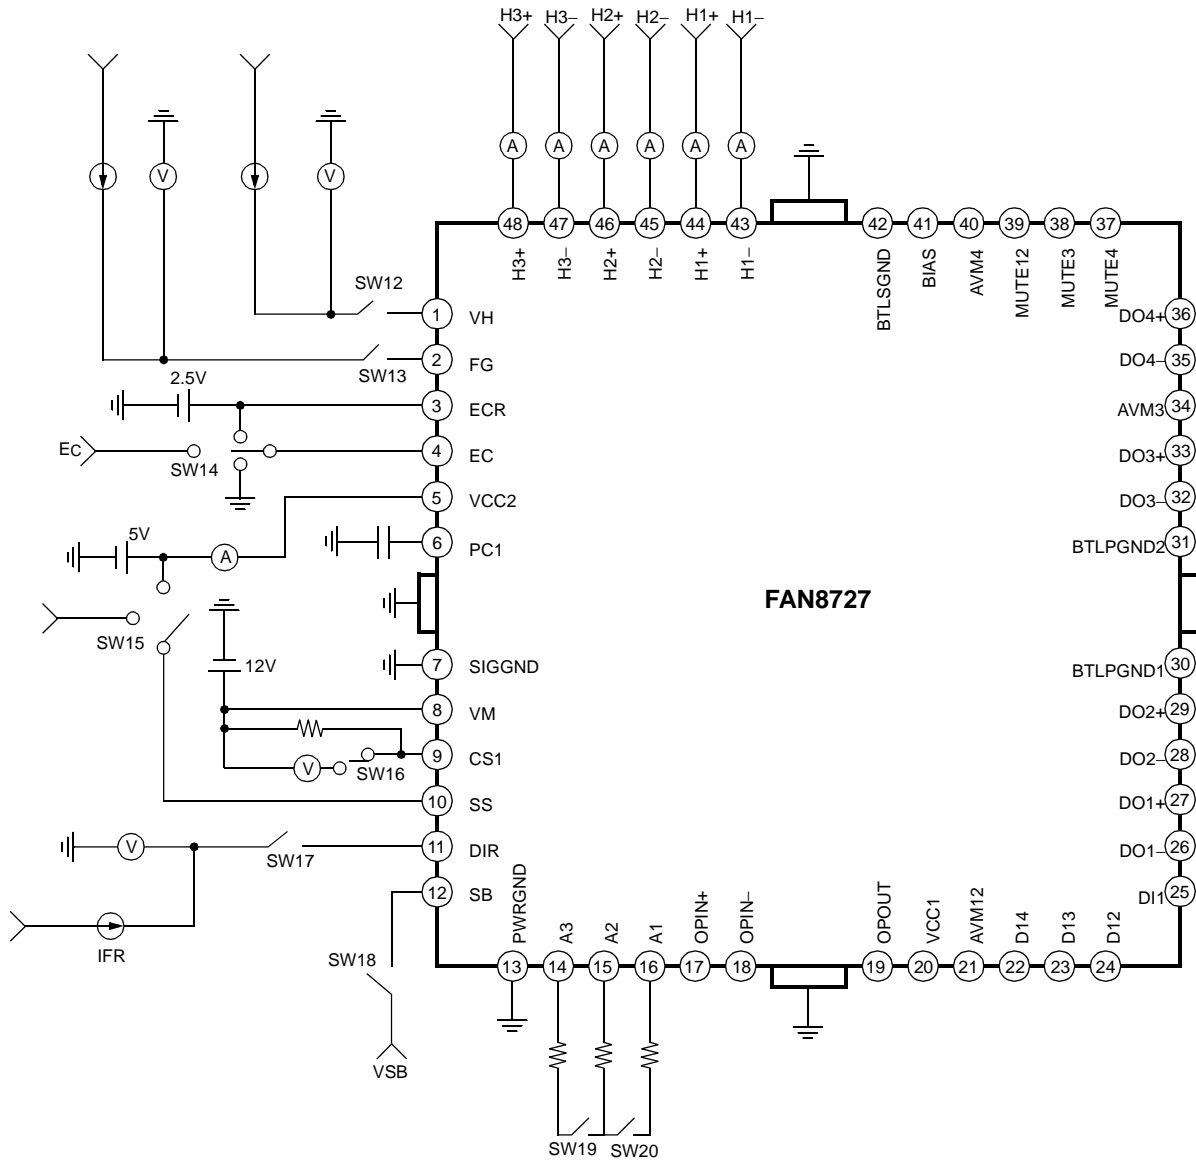 H3+ H3– H2+ H2– H1+ H1–
A A A A A A
V V
48 47 46 45 44 43 42 41 40 39 38 37
H3+ H3– H2+ H2– H1+ H1– BTLSGND BIAS AVM4 MUTE12 MUTE3 MUTE4
SW12
1 VH
SW13
2 FG
2.5V
3 ECR
EC
SW14
4 EC
5 VCC2
5V
A
6 PC1
SW15
7 SIGGND
12V
8 VM
V
SW16
9 CS1
10 SS
V
SW17
11 DIR
12 SB
IFR
SW18
VSB
FAN8727
DO4+ 36
DO4– 35
AVM3 34
DO3+ 33
DO3– 32
BTLPGND2 31
BTLPGND1 30
DO2+ 29
DO2– 28
DO1+ 27
DO1– 26
DI1 25
PWRGND A3 A2 A1 OPIN+ OPIN– OPOUT VCC1 AVM12 D14 D13 D12
13 14 15 16 17 18 19 20 21 22 23 24
SW19 SW20